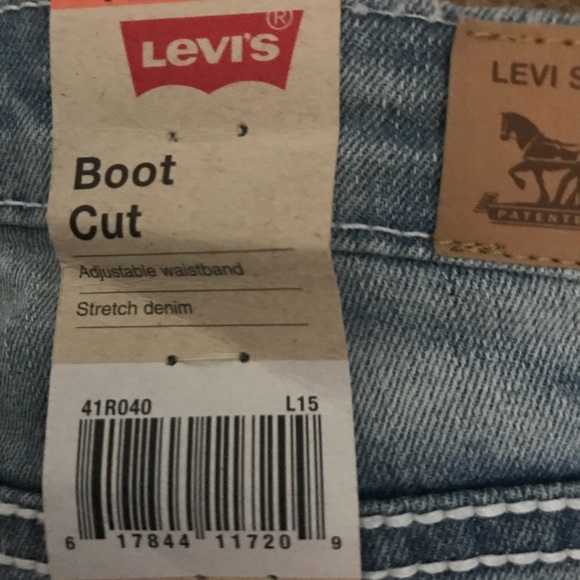 LEVI'S®
Boot
Cut
Adjustable waistband
Stretch denim
41R040 L15
6 17844 11720 9
LEVI S
PATENTE